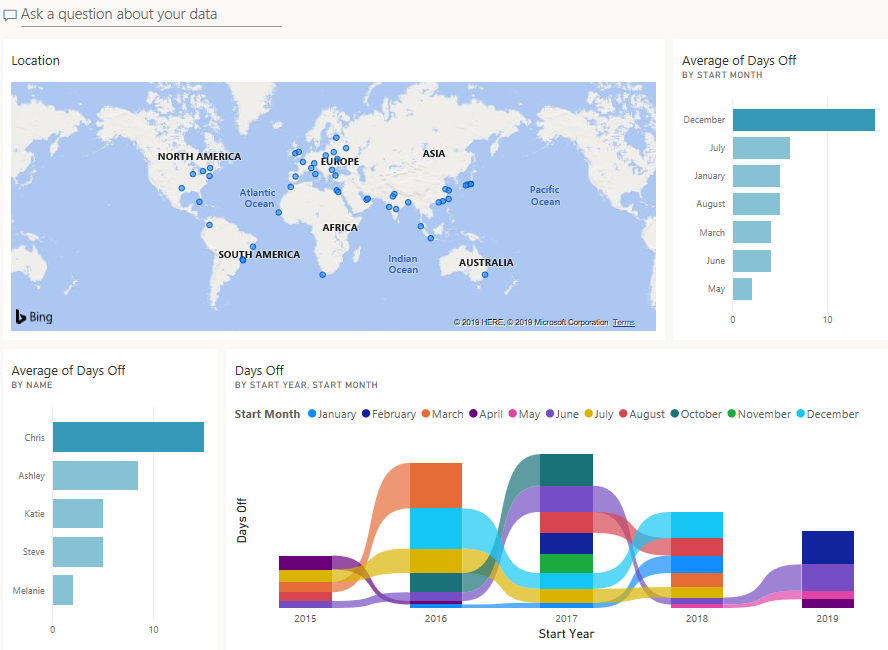 Ask a question about your data
Location
NORTH AMERICA
EUROPE
ASIA
Atlantic
Ocean
Pacific
Ocean
AFRICA
SOUTH AMERICA
Indian
Ocean
AUSTRALIA
Bing
© 2019 HERE, © 2019 Microsoft Corporation Terms
Average of Days Off
BY START MONTH
December
July
January
August
March
June
May
0 10
Average of Days Off
BY NAME
Chris
Ashley
Katie
Steve
Melanie
0 10
Days Off
BY START YEAR, START MONTH
Start Month January February March April May June July August October November December
Days Off
2015 2016 2017 2018 2019
Start Year